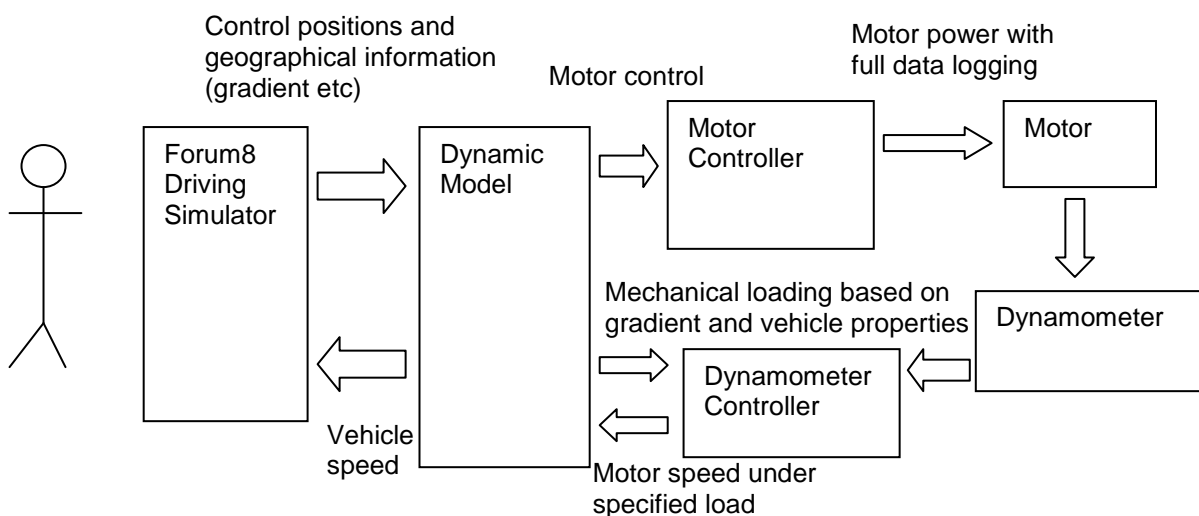 Control positions and
geographical information
(gradient etc)
Motor control
Motor power with
full data logging
Forum8
Driving
Simulator
Dynamic
Model
Motor
Controller
Motor
Mechanical loading based on
gradient and vehicle properties
Dynamometer
Dynamometer
Controller
Vehicle
speed
Motor speed under
specified load